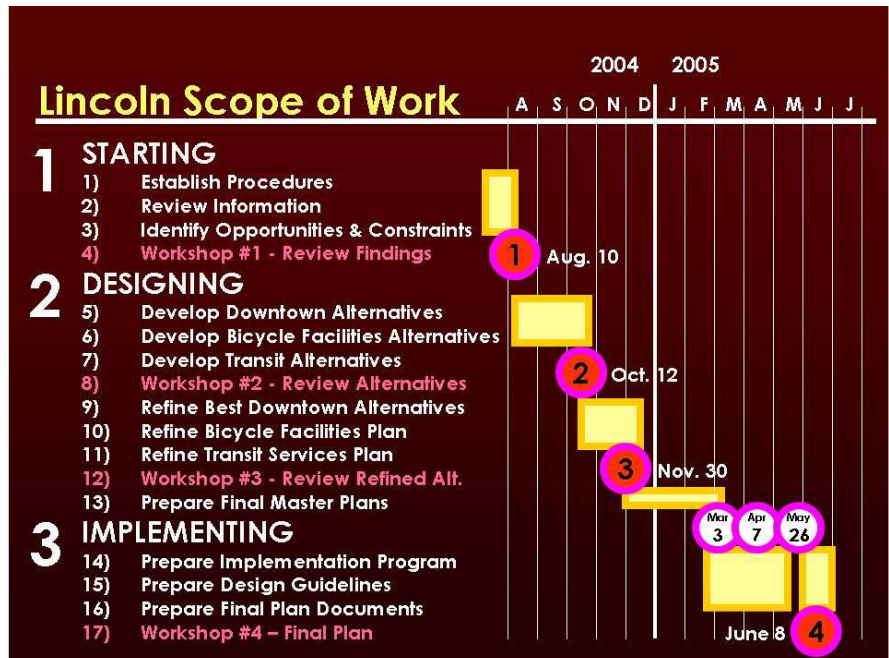 2004 2005
Lincoln Scope of Work
A S O N D J F M A M J J
1 STARTING
1) Establish Procedures
2) Review Information
3) Identify Opportunities & Constraints
4) Workshop #1 - Review Findings
1 Aug. 10
2 DESIGNING
5) Develop Downtown Alternatives
6) Develop Bicycle Facilities Alternatives
7) Develop Transit Alternatives
8) Workshop #2 - Review Alternatives
2 Oct. 12
9) Refine Best Downtown Alternatives
10) Refine Bicycle Facilities Plan
11) Refine Transit Services Plan
12) Workshop #3 - Review Refined Alt.
3 Nov. 30
13) Prepare Final Master Plans
3 IMPLEMENTING
Mar 3
Apr 7
May 26
14) Prepare Implementation Program
15) Prepare Design Guidelines
16) Prepare Final Plan Documents
17) Workshop #4 – Final Plan
June 8 4